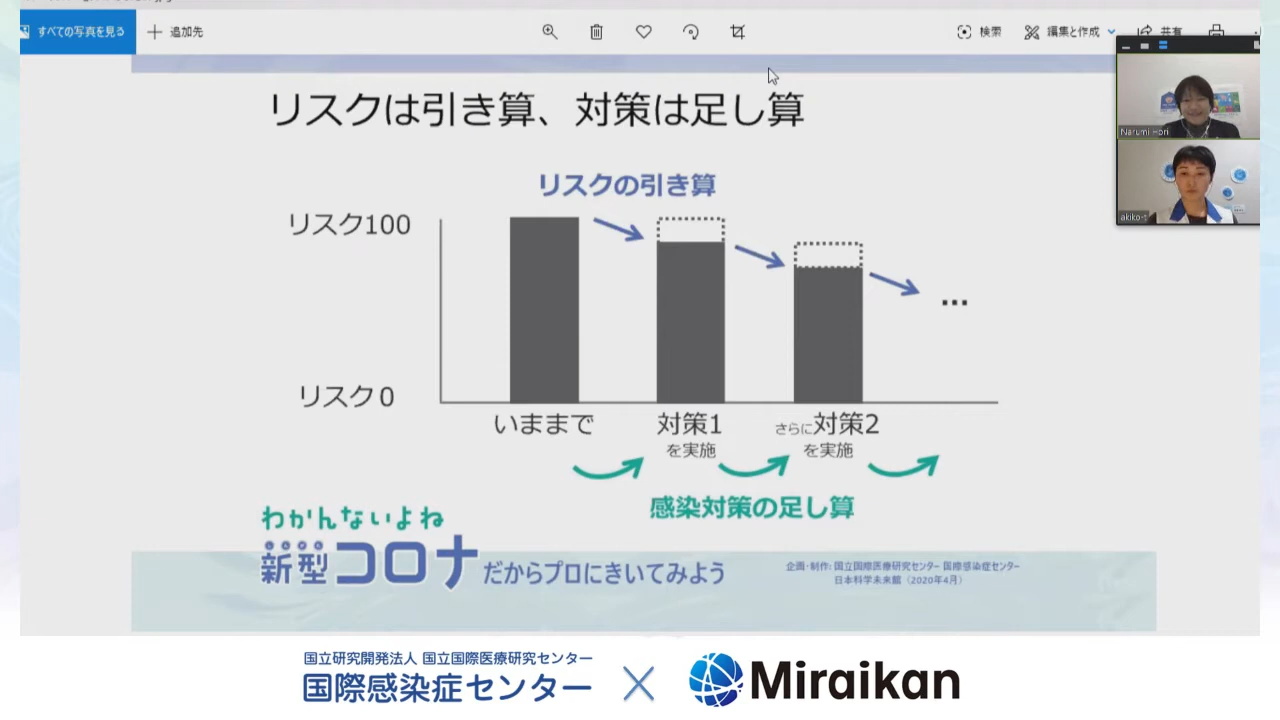 すべての写真を見る
追加先
検索
編集と作成
共有
リスクは引き算、対策は足し算
リスクの引き算
リスク100
リスク0
いままで
対策1
を実施
さらに対策2
を実施
...
感染対策の足し算
わかんないよね
新型コロナだからプロにきいてみよう
企画・制作: 国立国際医療研究センター 国際感染症センター
日本科学未来館（2020年4月）
Narumi Hori
akiko-t
国立研究開発法人 国立国際医療研究センター
国際感染症センター
×
Miraikan